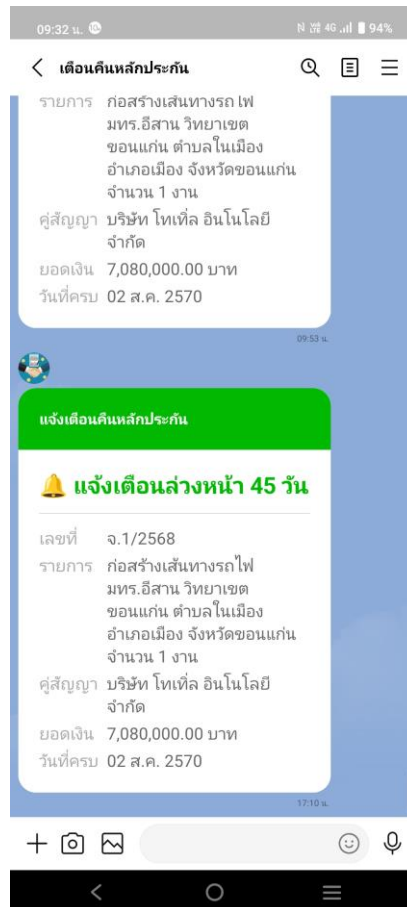 09:32 น.
4G 94%
เตือนคืนหลักประกัน
รายการ ก่อสร้างเส้นทางรถไฟ
มทร.อีสาน วิทยาเขต
ขอนแก่น ตำบลในเมือง
อำเภอเมือง จังหวัดขอนแก่น
จำนวน 1 งาน
คู่สัญญา บริษัท โทเทิ่ล อินโนโลยี
จำกัด
ยอดเงิน 7,080,000.00 บาท
วันที่ครบ 02 ส.ค. 2570
09:53 น.
แจ้งเตือนคืนหลักประกัน
แจ้งเตือนล่วงหน้า 45 วัน
เลขที่ จ.1/2568
รายการ ก่อสร้างเส้นทางรถไฟ
มทร.อีสาน วิทยาเขต
ขอนแก่น ตำบลในเมือง
อำเภอเมือง จังหวัดขอนแก่น
จำนวน 1 งาน
คู่สัญญา บริษัท โทเทิ่ล อินโนโลยี
จำกัด
ยอดเงิน 7,080,000.00 บาท
วันที่ครบ 02 ส.ค. 2570
17:10 น.